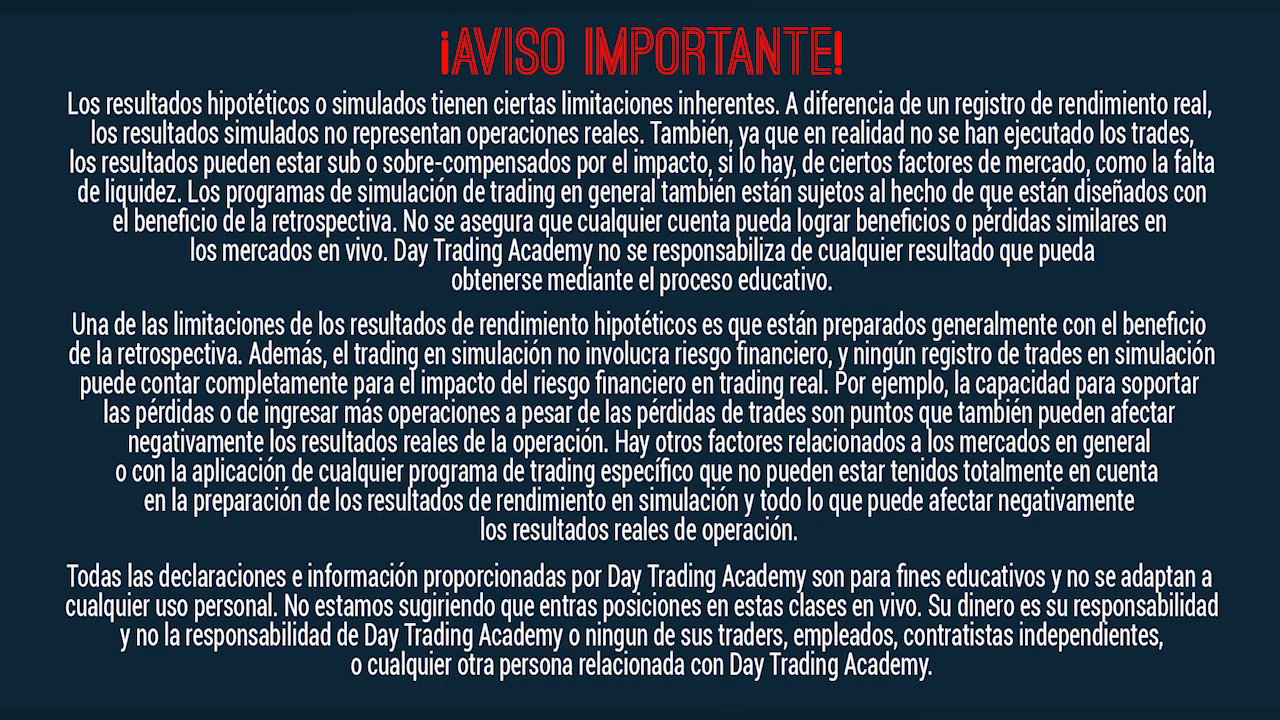 ¡AVISO IMPORTANTE!
Los resultados hipotéticos o simulados tienen ciertas limitaciones inherentes. A diferencia de un registro de rendimiento real,
los resultados simulados no representan operaciones reales. También, ya que en realidad no se han ejecutado los trades,
los resultados pueden estar sub o sobre-compensados por el impacto, si lo hay, de ciertos factores de mercado, como la falta
de liquidez. Los programas de simulación de trading en general también están sujetos al hecho de que están diseñados con
el beneficio de la retrospectiva. No se asegura que cualquier cuenta pueda lograr beneficios o pérdidas similares en
los mercados en vivo. Day Trading Academy no se responsabiliza de cualquier resultado que pueda
obtenerse mediante el proceso educativo.
Una de las limitaciones de los resultados de rendimiento hipotéticos es que están preparados generalmente con el beneficio
de la retrospectiva. Además, el trading en simulación no involucra riesgo financiero, y ningún registro de trades en simulación
puede contar completamente para el impacto del riesgo financiero en trading real. Por ejemplo, la capacidad para soportar
las pérdidas o de ingresar más operaciones a pesar de las pérdidas de trades son puntos que también pueden afectar
negativamente los resultados reales de la operación. Hay otros factores relacionados a los mercados en general
o con la aplicación de cualquier programa de trading específico que no pueden estar tenidos totalmente en cuenta
en la preparación de los resultados de rendimiento en simulación y todo lo que puede afectar negativamente
los resultados reales de operación.
Todas las declaraciones e información proporcionadas por Day Trading Academy son para fines educativos y no se adaptan a
cualquier uso personal. No estamos sugiriendo que entras posiciones en estas clases en vivo. Su dinero es su responsabilidad
y no la responsabilidad de Day Trading Academy o ningun de sus traders, empleados, contratistas independientes,
o cualquier otra persona relacionada con Day Trading Academy.